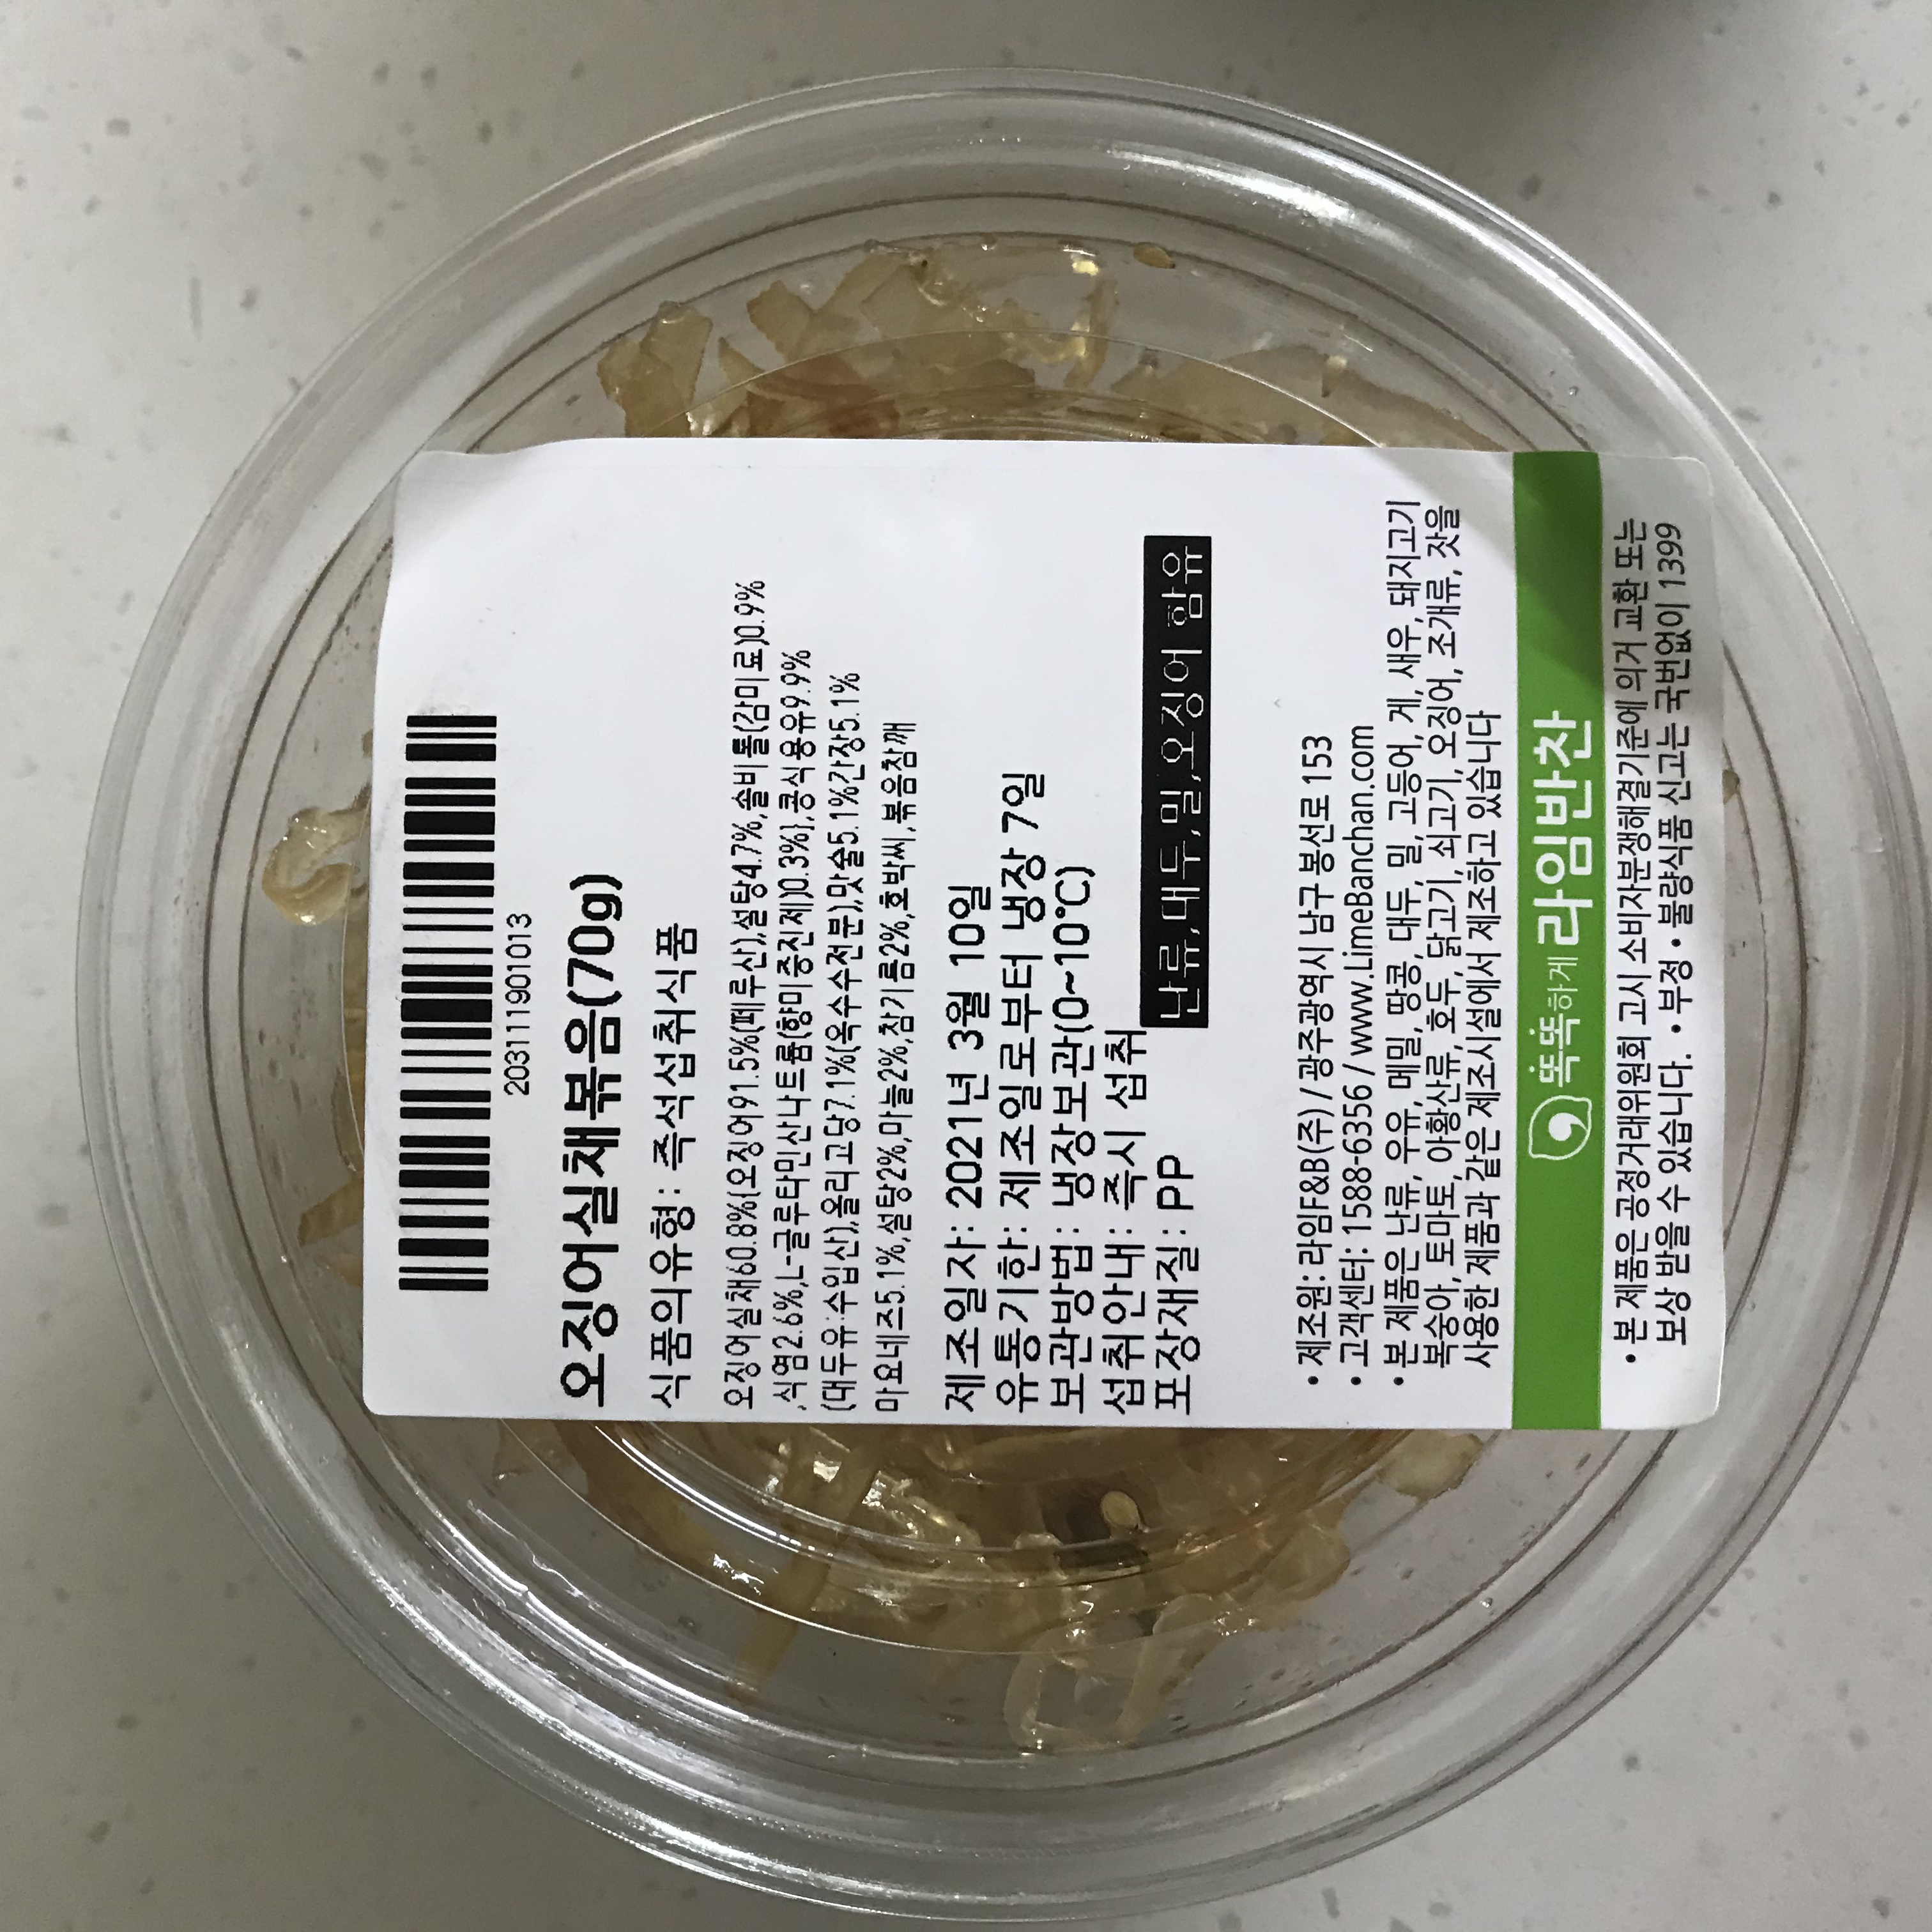 2031111901013
오징어실채볶음(70g)
식품의유형: 즉석섭취식품
오징어실채60.8%{오징어91.5%(페루산),설탕4.7%,솔비톨(감미료)0.9%
,식염2.6%,L-글루타민산나트륨(향미증진제)0.3%},콩식용유9.9%
(대두유:수입산),올리고당7.1%(옥수수전분),맛술5.1%간장5.1%
마요네즈5.1%,설탕2%,마늘2%,참기름2%,호박씨,볶음참깨
제조일자: 2021년 3월 10일
유통기한: 제조일로부터 냉장 7일
보관방법: 냉장보관(0~10℃)
섭취안내: 즉시 섭취
포장재질: PP
난류,대두,밀,오징어 함유
• 제조원: 라임F&B(주) / 광주광역시 남구 봉선로 153
• 고객센터: 1588-6356 / www.LimeBanchan.com
• 본 제품은 난류, 우유, 메밀, 땅콩, 대두, 밀, 고등어, 게, 새우, 돼지고기
복숭아, 토마토, 아황산류, 호두, 닭고기, 쇠고기, 오징어, 조개류, 잣을
사용한 제품과 같은 제조시설에서 제조하고 있습니다
똑똑하게 라임반찬
• 본 제품은 공정거래위원회 고시 소비자분쟁해결기준에 의거 교환 또는
보상 받을 수 있습니다. • 부정 • 불량식품 신고는 국번없이 1399